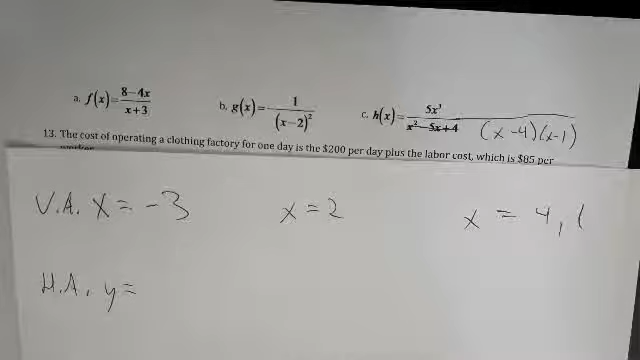 a. f(x)=8-4x/x+3 b. g(x)=-1/(x-2)² c. h(x)=5x³/x²-5x+4 (x-4)(x-1)
13. The cost of operating a clothing factory for one day is the $200 per day plus the labor cost, which is $85 per
V.A. x = -3 x = 2 x = 4, 1
H.A. y =